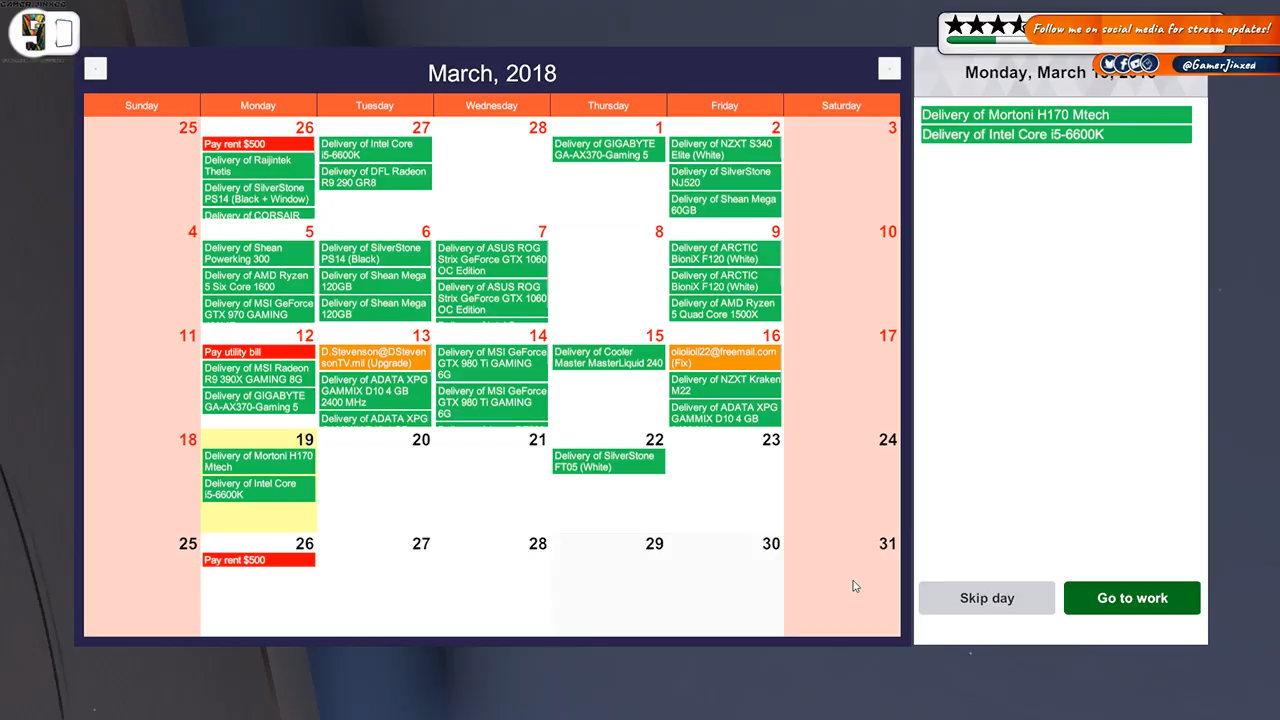 Follow me on social media for stream updates!
@GamerJinxed
March, 2018
Monday, March
Sunday
Monday
Tuesday
Wednesday
Thursday
Friday
Saturday
25
26
27
28
1
2
3
Pay rent $500
Delivery of Raijintek
Thetis
Delivery of SilverStone
PS14 (Black + Window)
Delivery of CORSAIR
Delivery of Intel Core
i5-6600K
Delivery of DFL Radeon
R9 290 GR8
Delivery of GIGABYTE
GA-AX370-Gaming 5
Delivery of NZXT S340
Elite (White)
Delivery of SilverStone
NJ520
Delivery of Shean Mega
60GB
4
5
6
7
8
9
10
Delivery of Shean
Powerking 300
Delivery of AMD Ryzen
5 Six Core 1600
Delivery of MSI GeForce
GTX 970 GAMING
Delivery of SilverStone
PS14 (Black)
Delivery of Shean Mega
120GB
Delivery of Shean Mega
120GB
Delivery of ASUS ROG
Strix GeForce GTX 1060
OC Edition
Delivery of ASUS ROG
Strix GeForce GTX 1060
OC Edition
Delivery of ARCTIC
BioniX F120 (White)
Delivery of ARCTIC
BioniX F120 (White)
Delivery of AMD Ryzen
5 Quad Core 1500X
11
12
13
14
15
16
17
Pay utility bill
Delivery of MSI Radeon
R9 390X GAMING 8G
Delivery of GIGABYTE
GA-AX370-Gaming 5
D.Stevenson@DSteven
sonTV.mil (Upgrade)
Delivery of ADATA XPG
GAMMIX D10 4 GB
2400 MHz
Delivery of ADATA XPG
Delivery of MSI GeForce
GTX 980 Ti GAMING
6G
Delivery of MSI GeForce
GTX 980 Ti GAMING
6G
Delivery of Cooler
Master MasterLiquid 240
oliolioli22@freemail.com
(Fix)
Delivery of NZXT Kraken
M22
Delivery of ADATA XPG
GAMMIX D10 4 GB
18
19
20
21
22
23
24
Delivery of Mortoni H170
Mtech
Delivery of Intel Core
i5-6600K
Delivery of SilverStone
FT05 (White)
25
26
27
28
29
30
31
Pay rent $500
Delivery of Mortoni H170 Mtech
Delivery of Intel Core i5-6600K
Skip day
Go to work